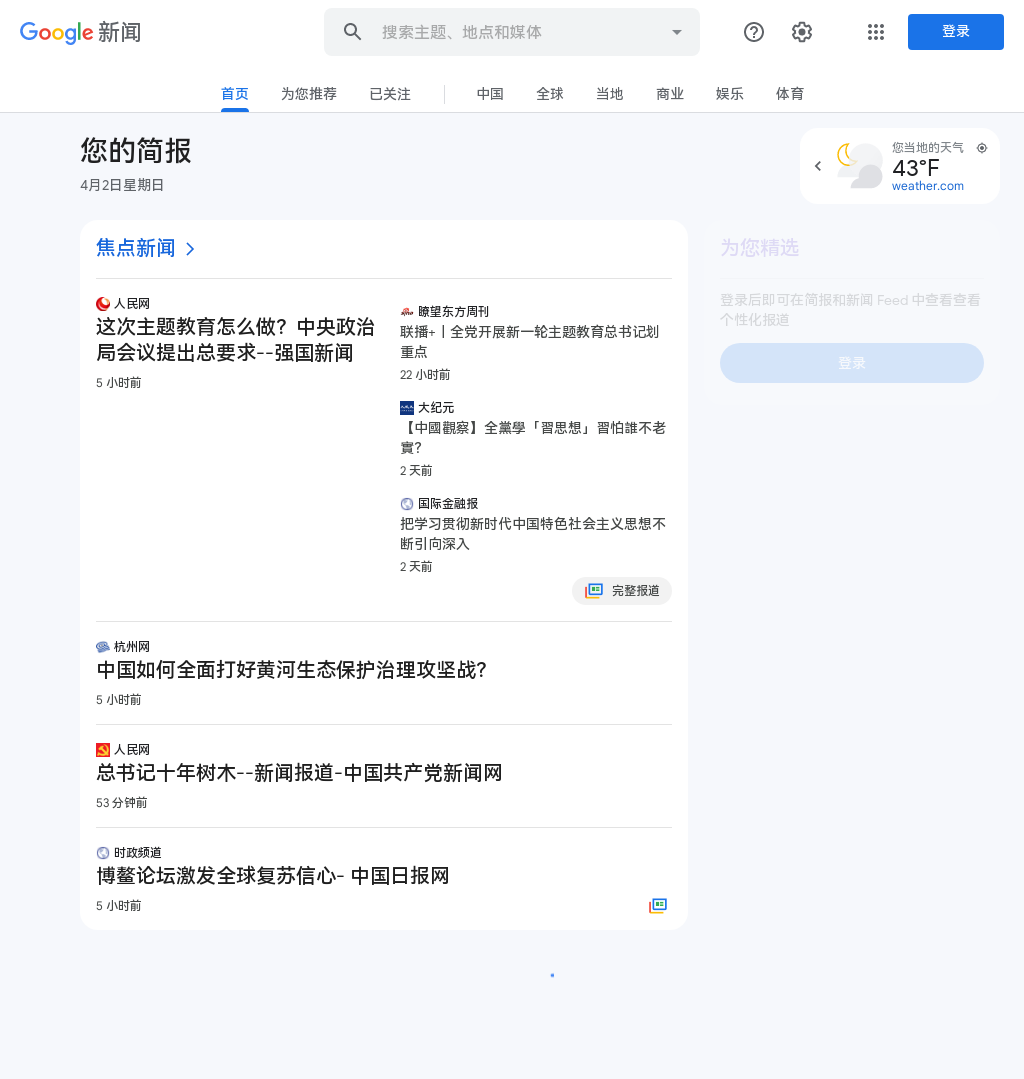 Google 新闻
搜索主题、地点和媒体
登录
首页
为您推荐
已关注
中国
全球
当地
商业
娱乐
体育
您的简报
4月2日星期日
您当地的天气
43°F
weather.com
焦点新闻
人民网
这次主题教育怎么做？中央政治
局会议提出总要求--强国新闻
5 小时前
瞭望东方周刊
联播+丨全党开展新一轮主题教育总书记划
重点
22 小时前
大纪元
【中國觀察】全黨學「習思想」習怕誰不老
實？
2 天前
国际金融报
把学习贯彻新时代中国特色社会主义思想不
断引向深入
2 天前
完整报道
杭州网
中国如何全面打好黄河生态保护治理攻坚战？
5 小时前
人民网
总书记十年树木--新闻报道-中国共产党新闻网
53 分钟前
时政频道
博鳌论坛激发全球复苏信心- 中国日报网
5 小时前
为您精选
登录后即可在简报和新闻 Feed 中查看查看
个性化报道
登录